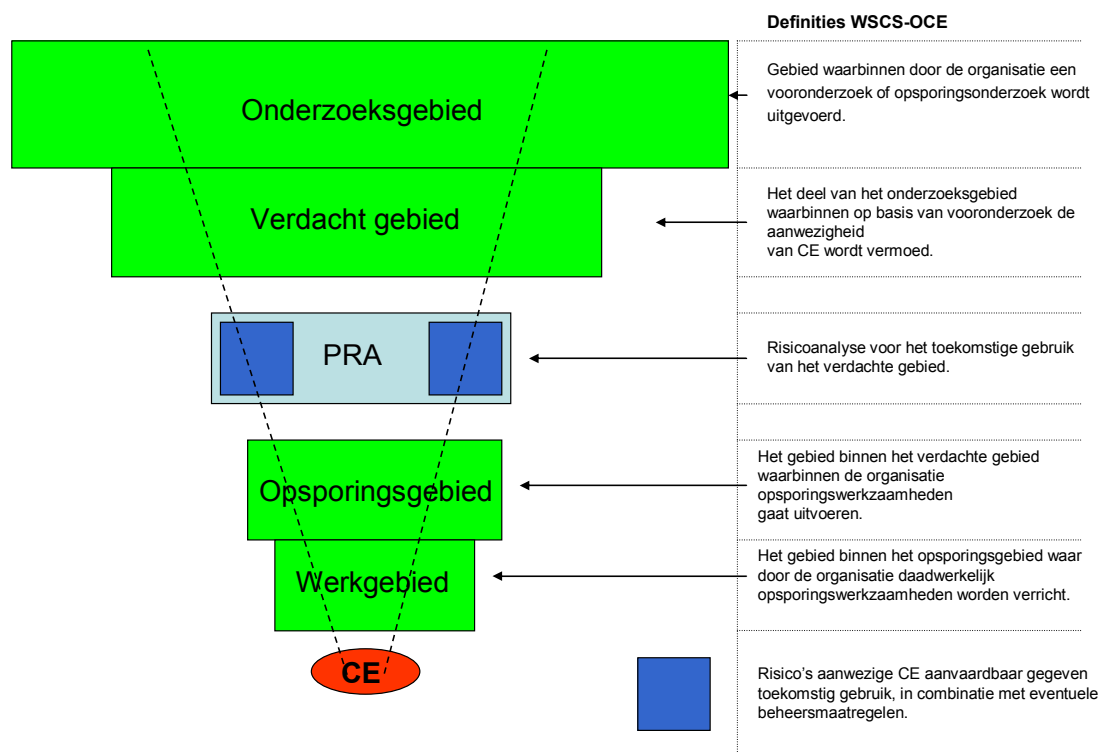 Definities WSCS-OCE
Onderzoeksgebied
Gebied waarbinnen door de organisatie een
vooronderzoek of opsporingsonderzoek wordt
uitgevoerd.
Verdacht gebied
Het deel van het onderzoeksgebied
waarbinnen op basis van vooronderzoek de
aanwezigheid
van CE wordt vermoed.
PRA
Risicoanalyse voor het toekomstige gebruik
van het verdachte gebied.
Opsporingsgebied
Het gebied binnen het verdachte gebied
waarbinnen de organisatie
opsporingswerkzaamheden
gaat uitvoeren.
Werkgebied
Het gebied binnen het opsporingsgebied waar
door de organisatie daadwerkelijk
opsporingswerkzaamheden worden verricht.
CE
Risico's aanwezige CE aanvaardbaar gegeven
toekomstig gebruik, in combinatie met eventuele
beheersmaatregelen.